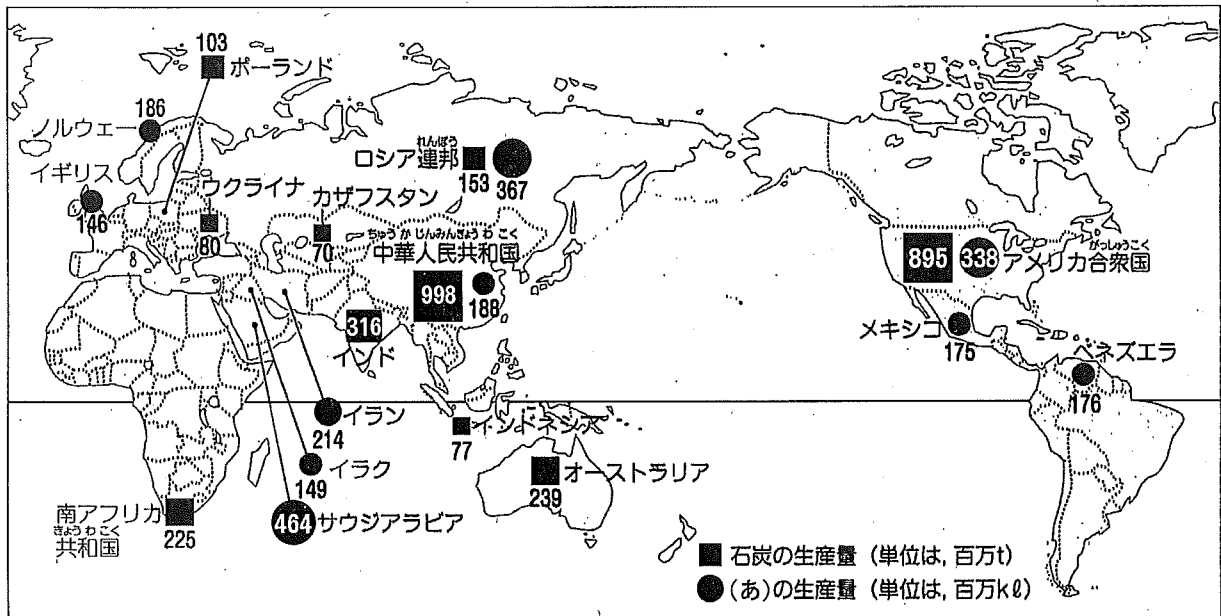 103
ポーランド
186
ノルウェー
イギリス
146
ウクライナ
80
カザフスタン
70
れんぽう
ロシア連邦
153
367
ちゅうかじんみんきょうわこく
中華人民共和国
998
188
316
インド
がっしゅうこく
895 338 アメリカ合衆国
メキシコ
175
ベネズエラ
176
イラン
214
イラク
149
464 サウジアラビア
77 インドネシア
オーストラリア
239
南アフリカ
きょうわこく
共和国
225
■ 石炭の生産量 (単位は, 百万t)
● (あ)の生産量 (単位は, 百万kℓ)